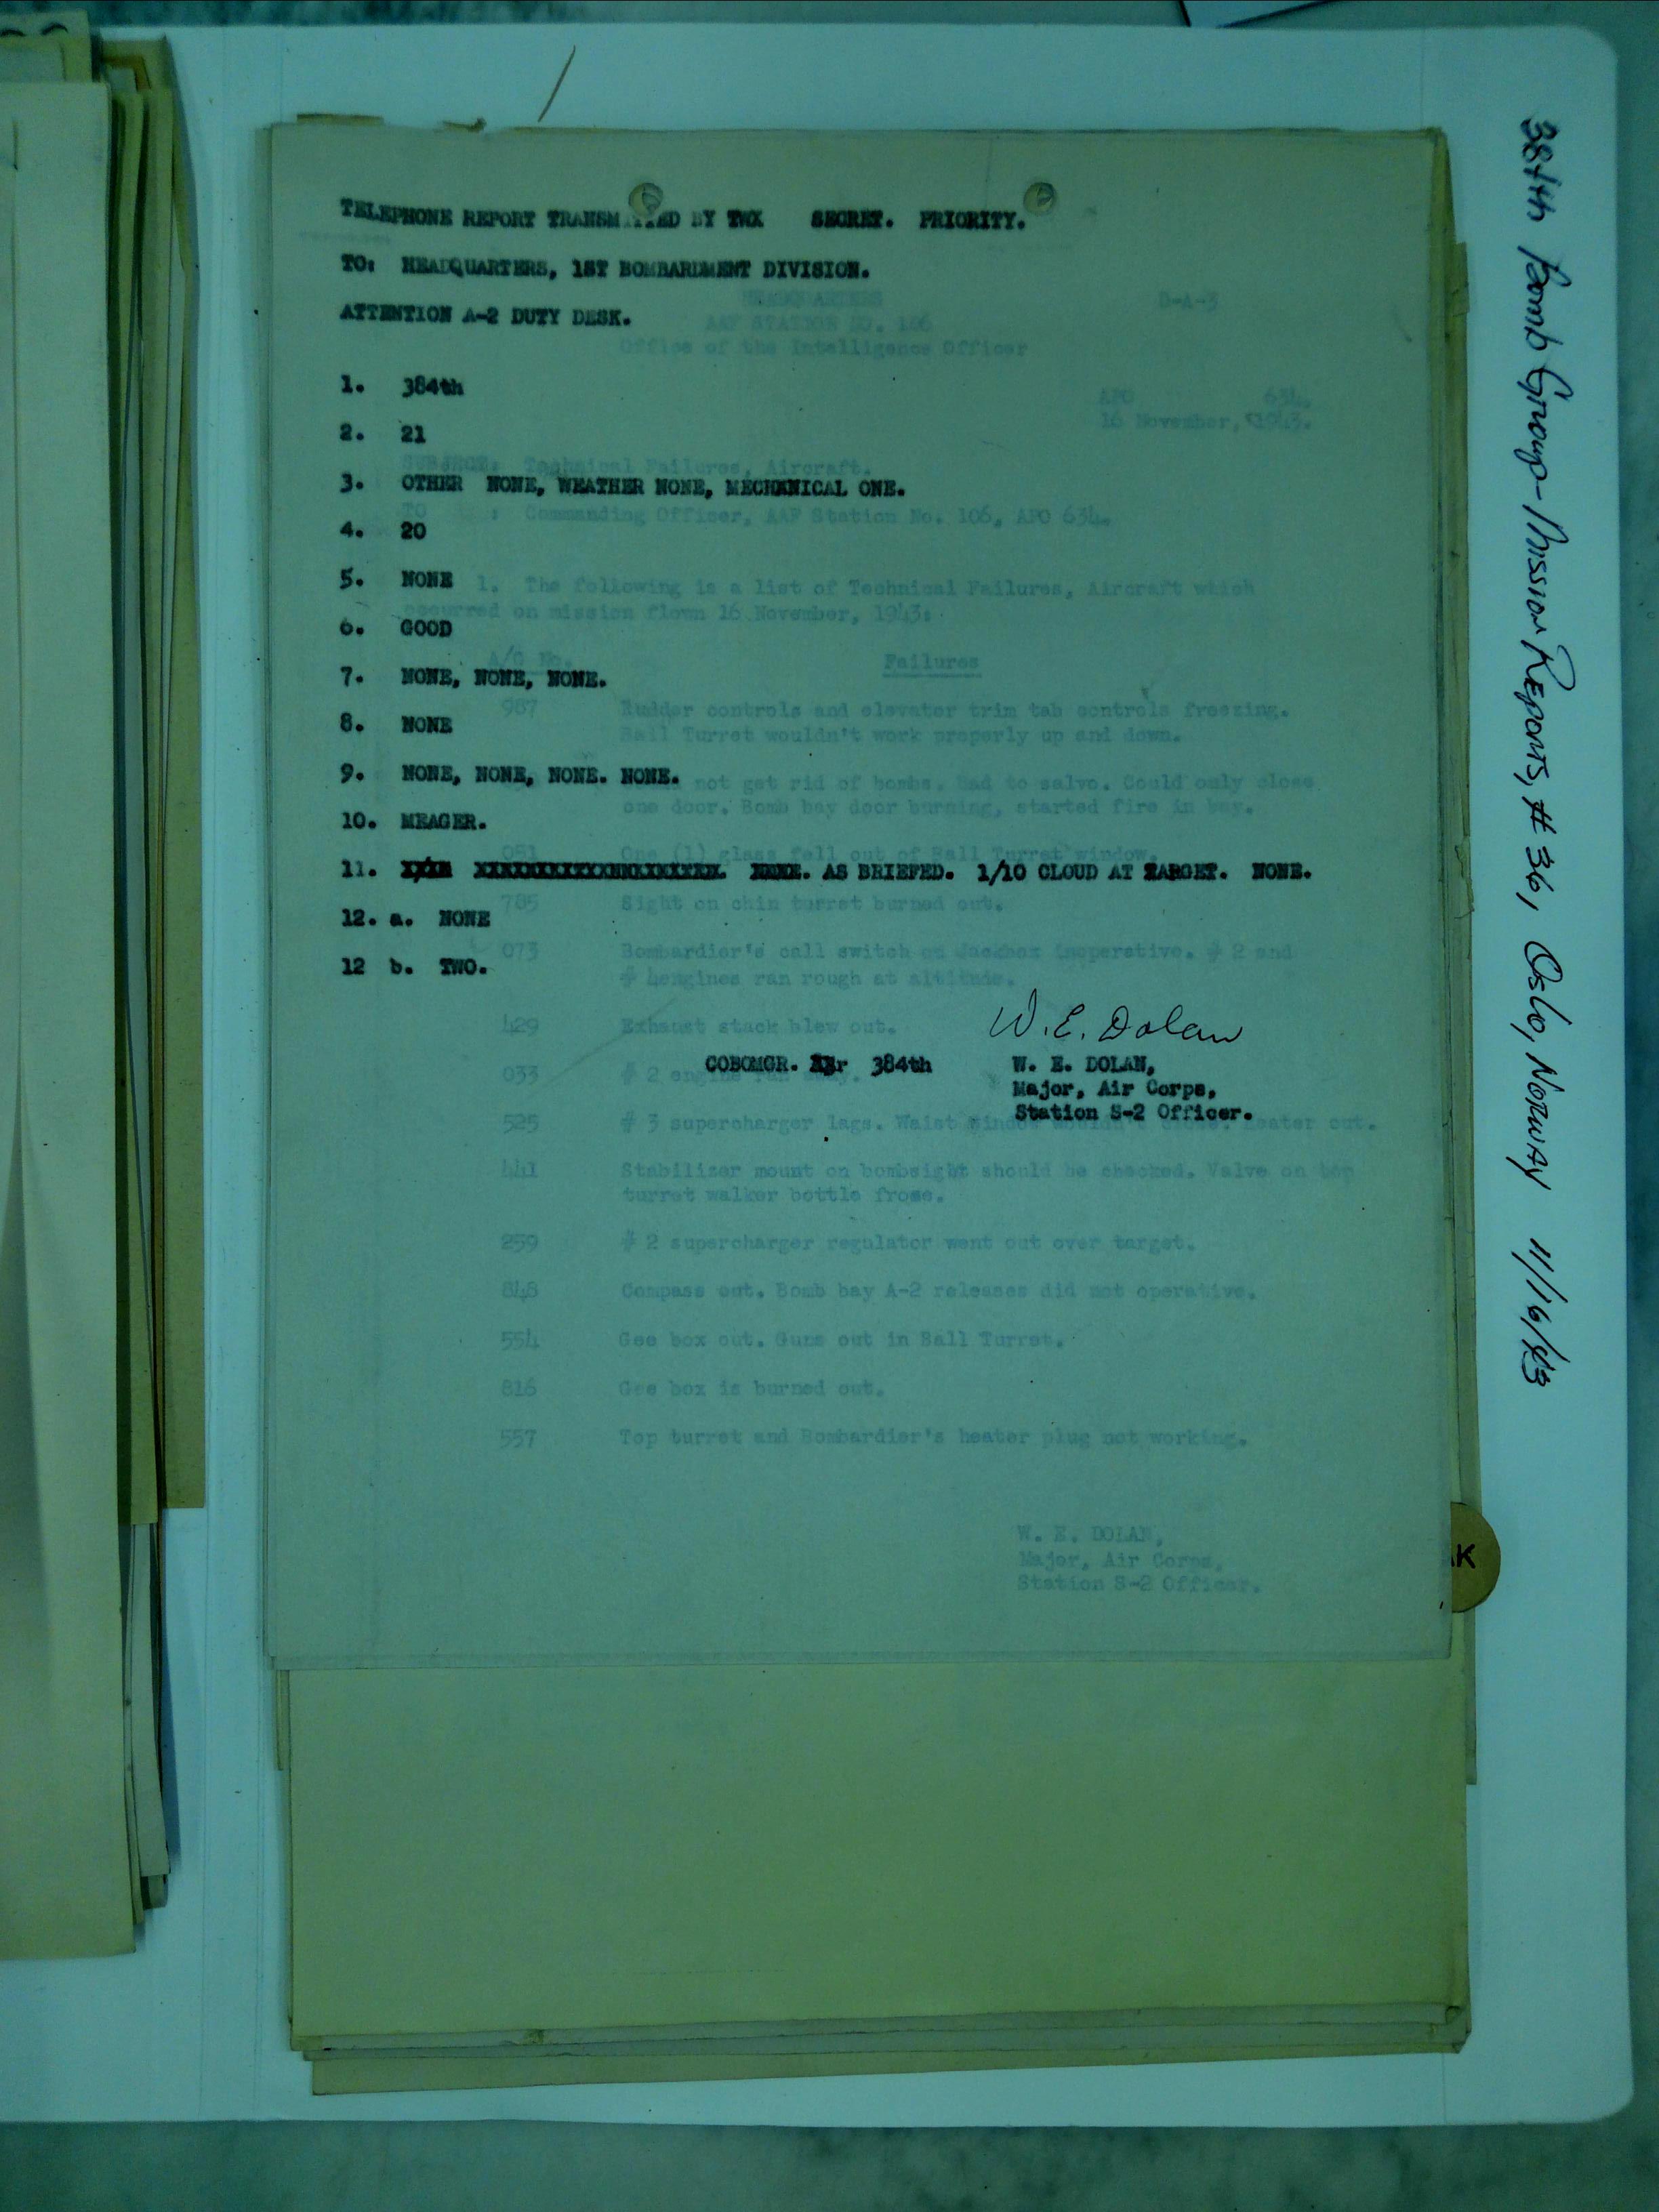 TELEPHONE REPORT TRANSMITTED BY TWX SECRET. PRIORITY.
TO: HEADQUARTERS, 1ST BOMBARDMENT DIVISION.
ATTENTION A-2 DUTY DESK.
1. 384th
2. 21
3. OTHER NONE, WEATHER NONE, MECHANICAL ONE.
4. 20
5. NONE
6. GOOD
7. NONE, NONE, NONE.
8. NONE
9. NONE, NONE, NONE. NONE.
10. MEAGER.
11. AS BRIEFED. 1/10 CLOUD AT TARGET. NONE.
12. a. NONE
12 b. TWO.
W. E. Dolan
COBOMGR. 384th W. E. DOLAN,
Major, Air Corps,
Station S-2 Officer.
HEADQUARTERS D-A-3
AAF STATION NO. 106
Office of the Intelligence Officer
APO 634.
16 November, 1943.
SUBJECT: Technical Failures, Aircraft.
TO : Commanding Officer, AAF Station No. 106, APO 634.
1. The following is a list of Technical Failures, Aircraft which
occurred on mission flown 16 November, 1943:
A/C No. Failures
987 Rudder controls and elevator trim tab controls freezing.
Ball Turret wouldn't work properly up and down.
not get rid of bombs. Had to salvo. Could only close
one door. Bomb bay door burning, started fire in bay.
051 One (1) glass fell out of Ball Turret window.
785 Sight on chin turret burned out.
073 Bombardier's call switch on Jackbox inoperative. # 2 and
# 4engines ran rough at altitude.
429 Exhaust stack blew out.
033 # 2 engine ran away.
525 # 3 supercharger lags. Waist window wouldn't close. Heater out.
441 Stabilizer mount on bombsight should be checked. Valve on top
turret walker bottle froze.
259 # 2 supercharger regulator went out over target.
848 Compass out. Bomb bay A-2 releases did not operative.
554 Gee box out. Guns out in Ball Turret.
816 Gee box is burned out.
557 Top turret and Bombardier's heater plug not working.
W. E. DOLAN,
Major, Air Corps,
Station S-2 Officer.
384th Bomb Group - Mission Reports, # 36, Oslo, Norway 11/16/43